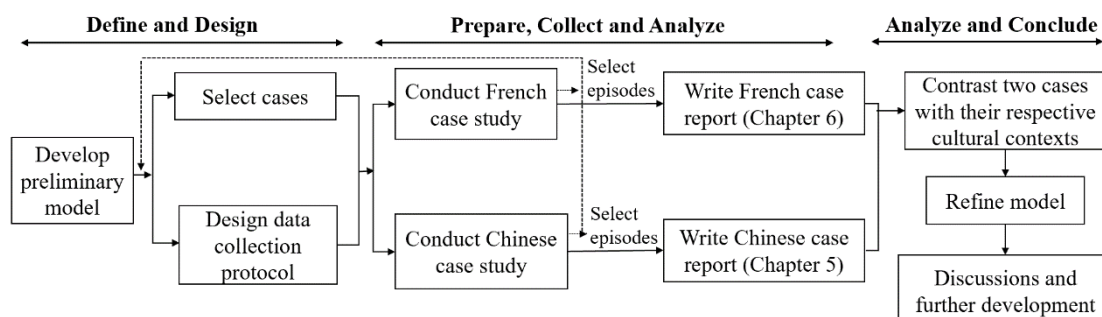 Define and Design
Prepare, Collect and Analyze
Analyze and Conclude
Develop
preliminary
model
Select cases
Design data
collection
protocol
Conduct French
case study
Select
episodes
Write French case
report (Chapter 6)
Conduct Chinese
case study
Select
episodes
Write Chinese case
report (Chapter 5)
Contrast two cases
with their respective
cultural contexts
Refine model
Discussions and
further development